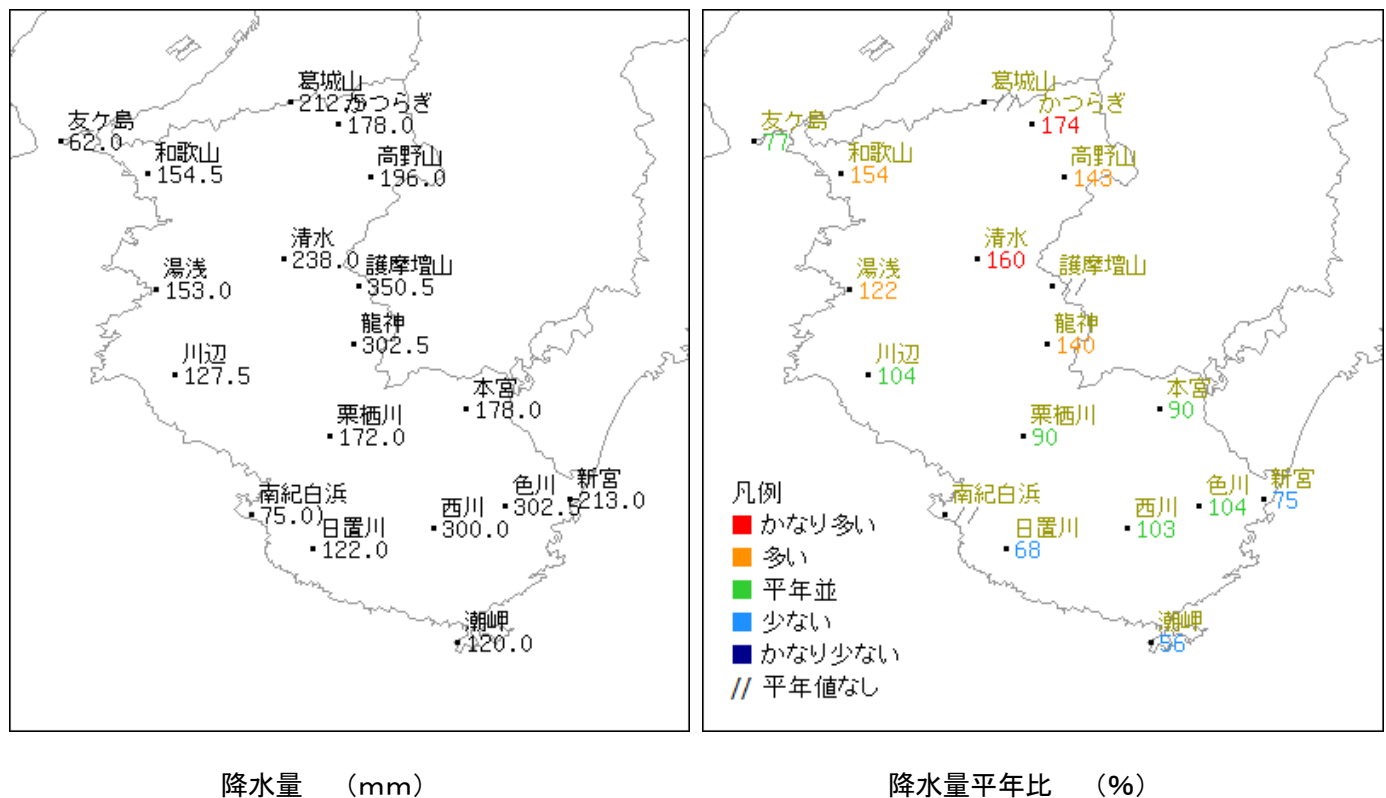 葛城山
212.5
かつらぎ
178.0
友ケ島
62.0
和歌山
154.5
高野山
196.0
清水
238.0
護摩壇山
350.5
湯浅
153.0
龍神
302.5
川辺
127.5
本宮
178.0
栗栖川
172.0
南紀白浜
75.0)
日置川
122.0
西川
300.0
色川
302.5
新宮
213.0
潮岬
120.0
降水量 （mm）
葛城山
//
かつらぎ
174
友ケ島
77
和歌山
154
高野山
143
清水
160
護摩壇山
//
湯浅
122
龍神
140
川辺
104
本宮
90
栗栖川
90
南紀白浜
//
日置川
68
西川
103
色川
104
新宮
75
潮岬
56
凡例
かなり多い
多い
平年並
少ない
かなり少ない
// 平年値なし
降水量平年比 （%）